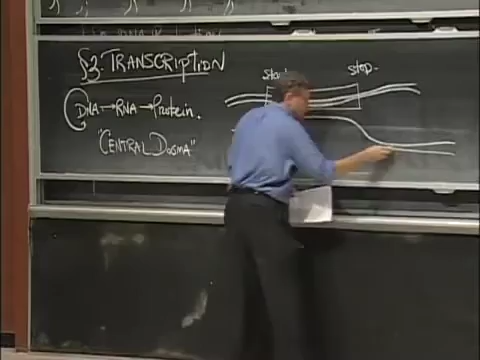 §3. TRANSCRIPTION
start
stop
DNA → RNA → Protein.
"CENTRAL DOGMA"